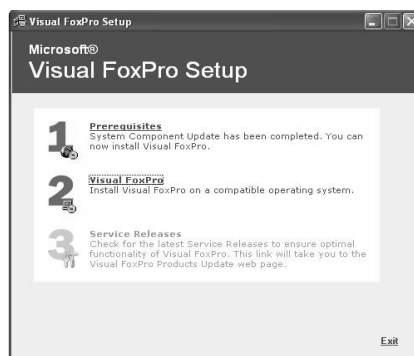 Visual FoxPro Setup
Microsoft®
Visual FoxPro Setup
1
Prerequisites
System Component Update has been completed. You can
now install Visual FoxPro.
2
Visual FoxPro
Install Visual FoxPro on a compatible operating system.
3
Service Releases
Check for the latest Service Releases to ensure optimal
functionality of Visual FoxPro. This link will take you to the
Visual FoxPro Products Update web page.
Exit